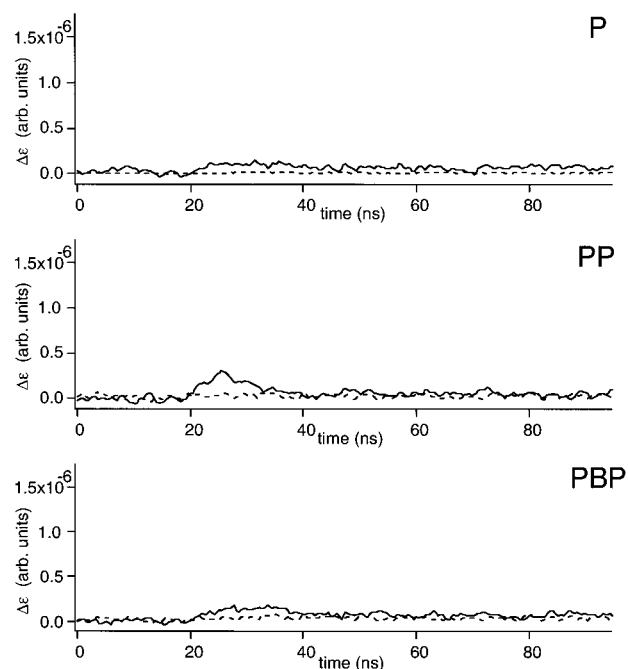 P
1.5x10-6
1.0
0.5
0.0
Δε (arb. units)
0 20 40 60 80
time (ns)
PP
1.5x10-6
1.0
0.5
0.0
Δε (arb. units)
0 20 40 60 80
time (ns)
PBP
1.5x10-6
1.0
0.5
0.0
Δε (arb. units)
0 20 40 60 80
time (ns)